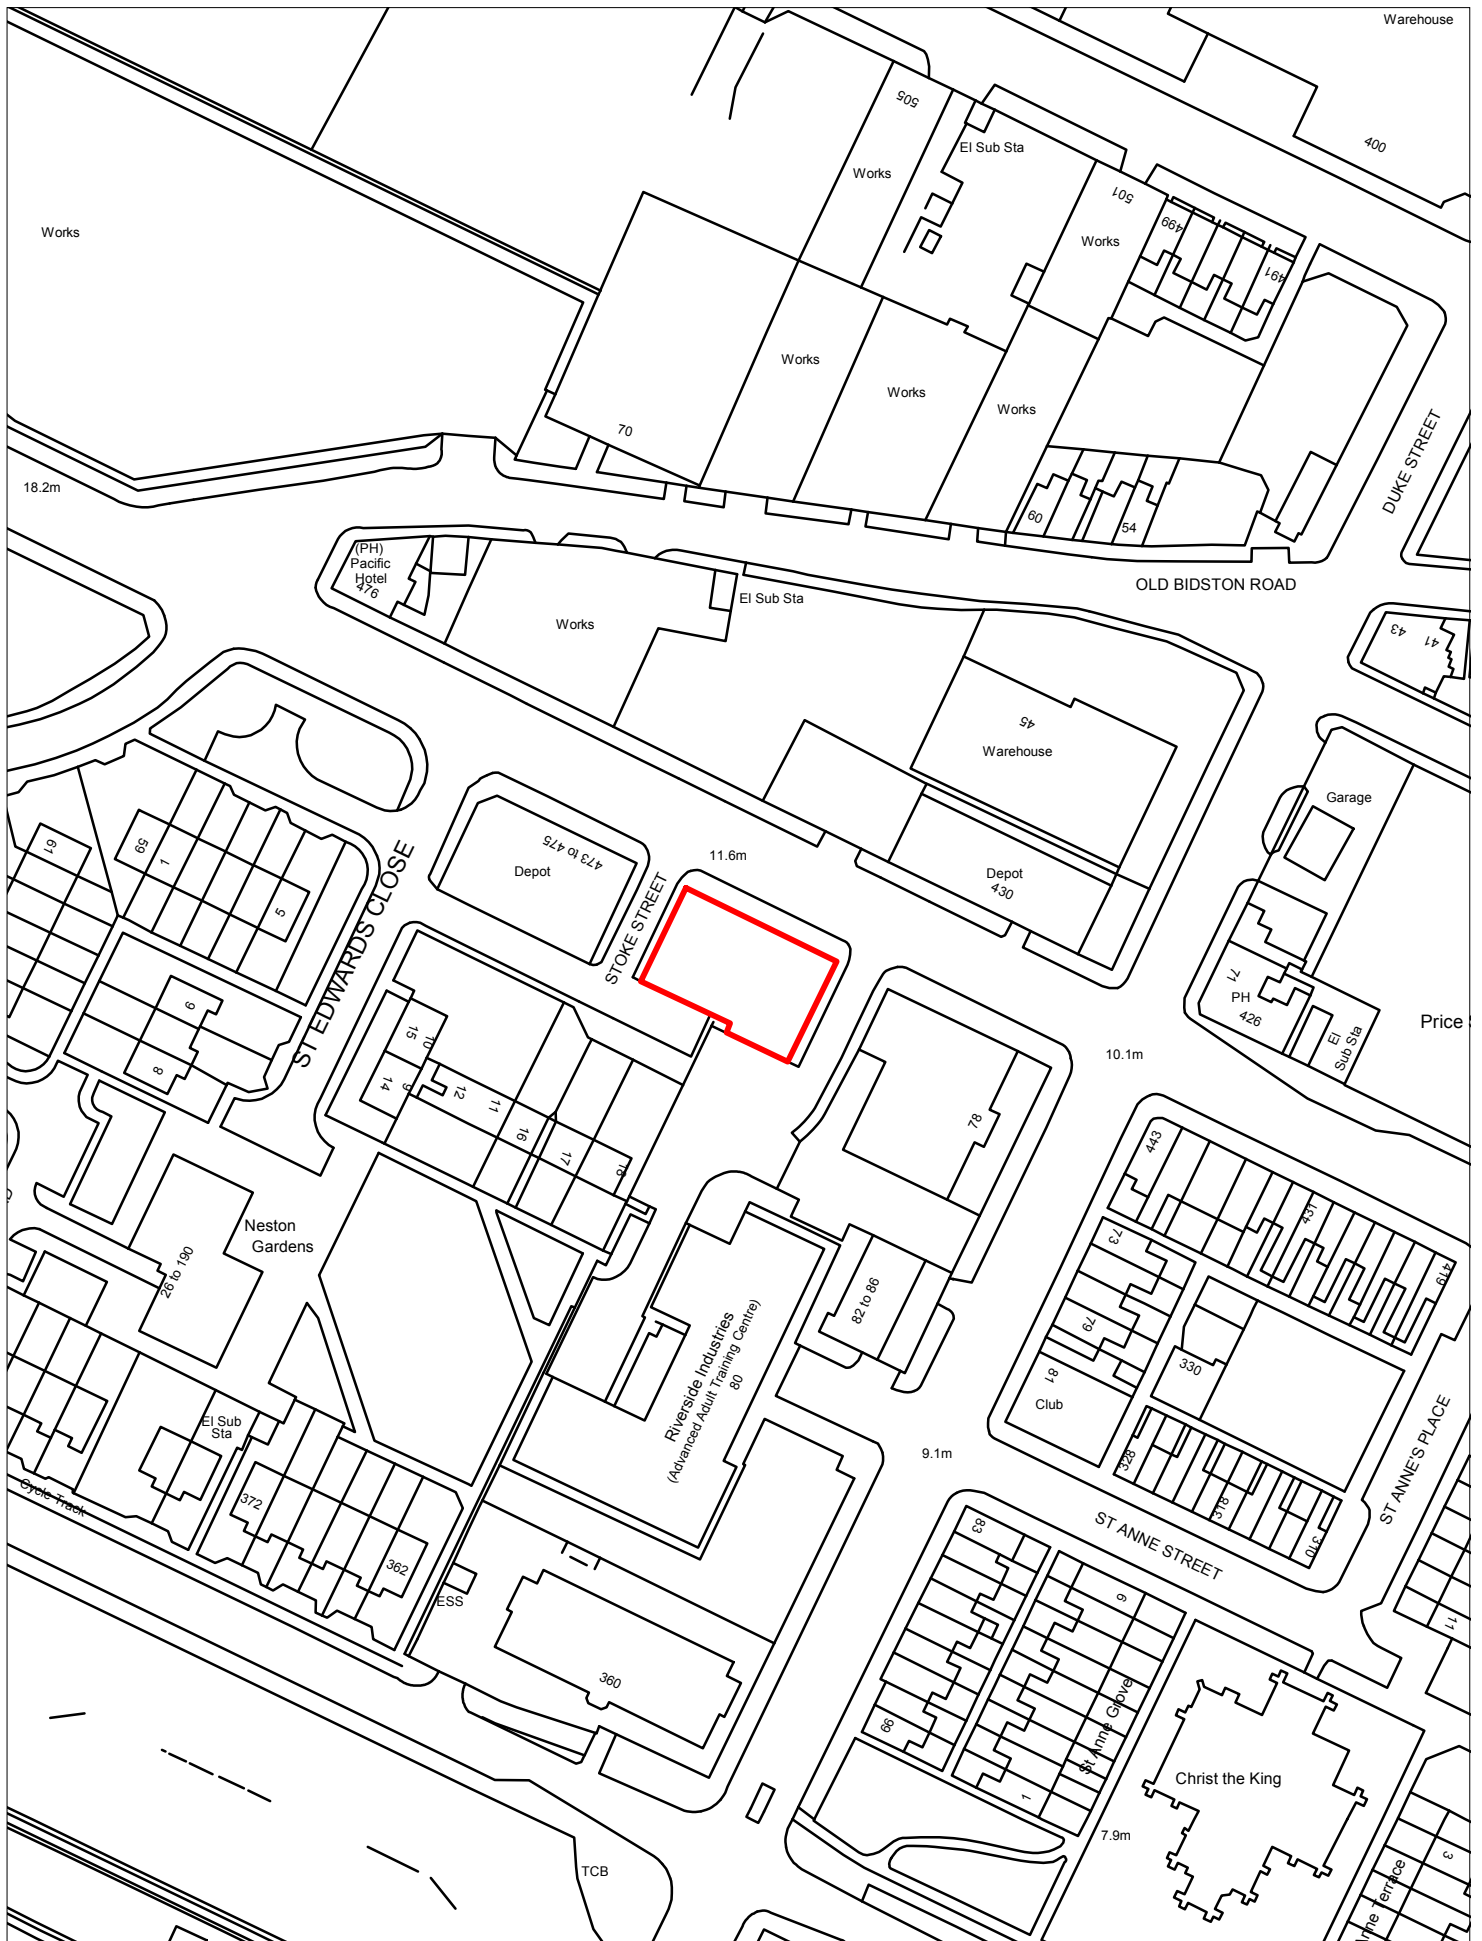 Warehouse
400
505
El Sub Sta
Works
501
499
Works
491
Works
Works
Works
Works
70
DUKE STREET
18.2m
60
54
(PH)
Pacific
Hotel
476
OLD BIDSTON ROAD
El Sub Sta
Works
43
41
45
Warehouse
Garage
473 to 475
Depot
11.6m
Depot
430
61
59
1
5
ST EDWARDS CLOSE
STOKE STREET
71
PH
426
El
Sub Sta
Price
9
8
15
10
14
9
12
11
16
17
18
78
10.1m
443
431
419
Neston
Gardens
26 to 190
73
79
81
Club
330
82 to 86
Riverside Industries
(Advanced Adult Training Centre)
80
El Sub
Sta
Cycle Track
372
362
ESS
9.1m
328
318
310
ST ANNE'S PLACE
ST ANNE STREET
83
9
11
360
99
St Anne Grove
1
Christ the King
7.9m
3
TCB
Anne Terrace